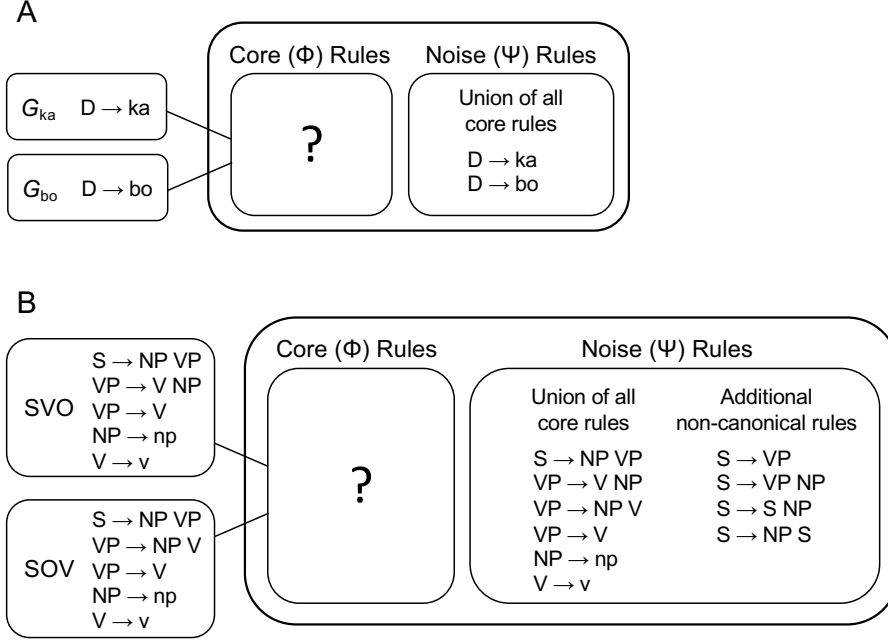 A
Core (Φ) Rules
Noise (Ψ) Rules
G_ka D → ka
G_bo D → bo
?
Union of all
core rules
D → ka
D → bo
B
Core (Φ) Rules
Noise (Ψ) Rules
SVO
S → NP VP
VP → V NP
VP → V
NP → np
V → v
SOV
S → NP VP
VP → NP V
VP → V
NP → np
V → v
?
Union of all
core rules
S → NP VP
VP → V NP
VP → NP V
VP → V
NP → np
V → v
Additional
non-canonical rules
S → VP
S → VP NP
S → S NP
S → NP S